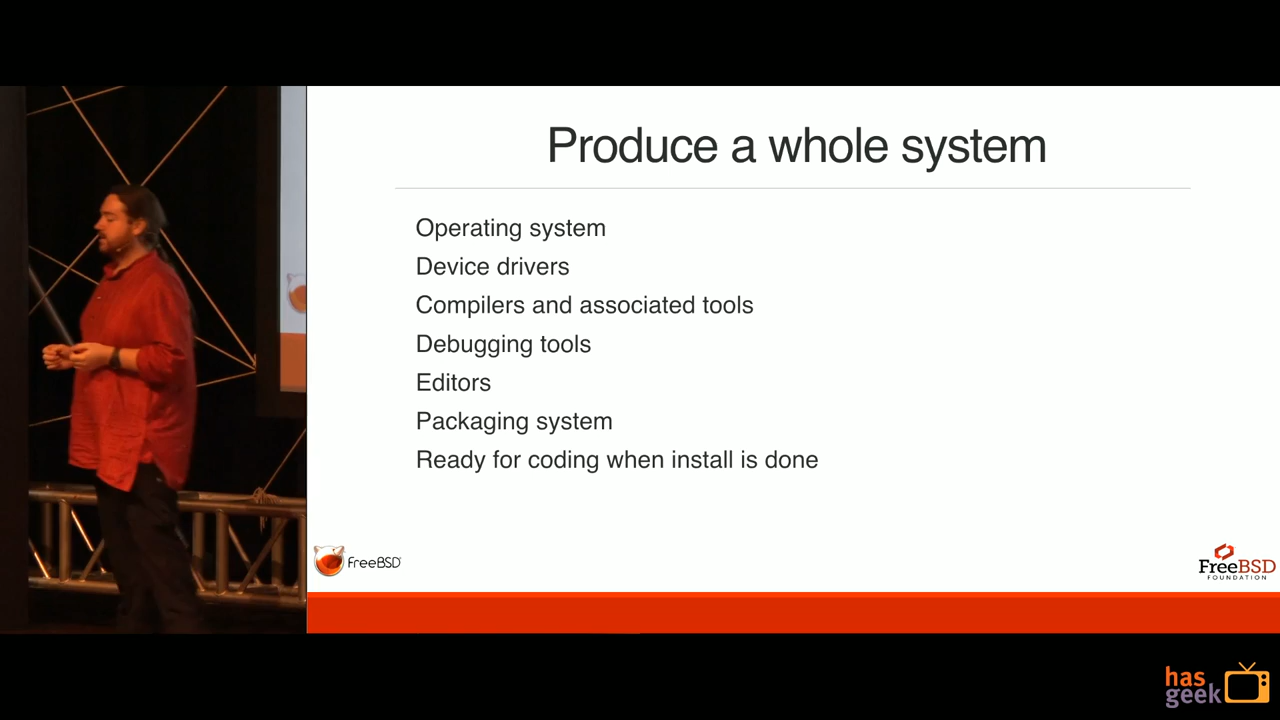 Produce a whole system
Operating system
Device drivers
Compilers and associated tools
Debugging tools
Editors
Packaging system
Ready for coding when install is done
FreeBSD
FreeBSD
FOUNDATION
has
geek